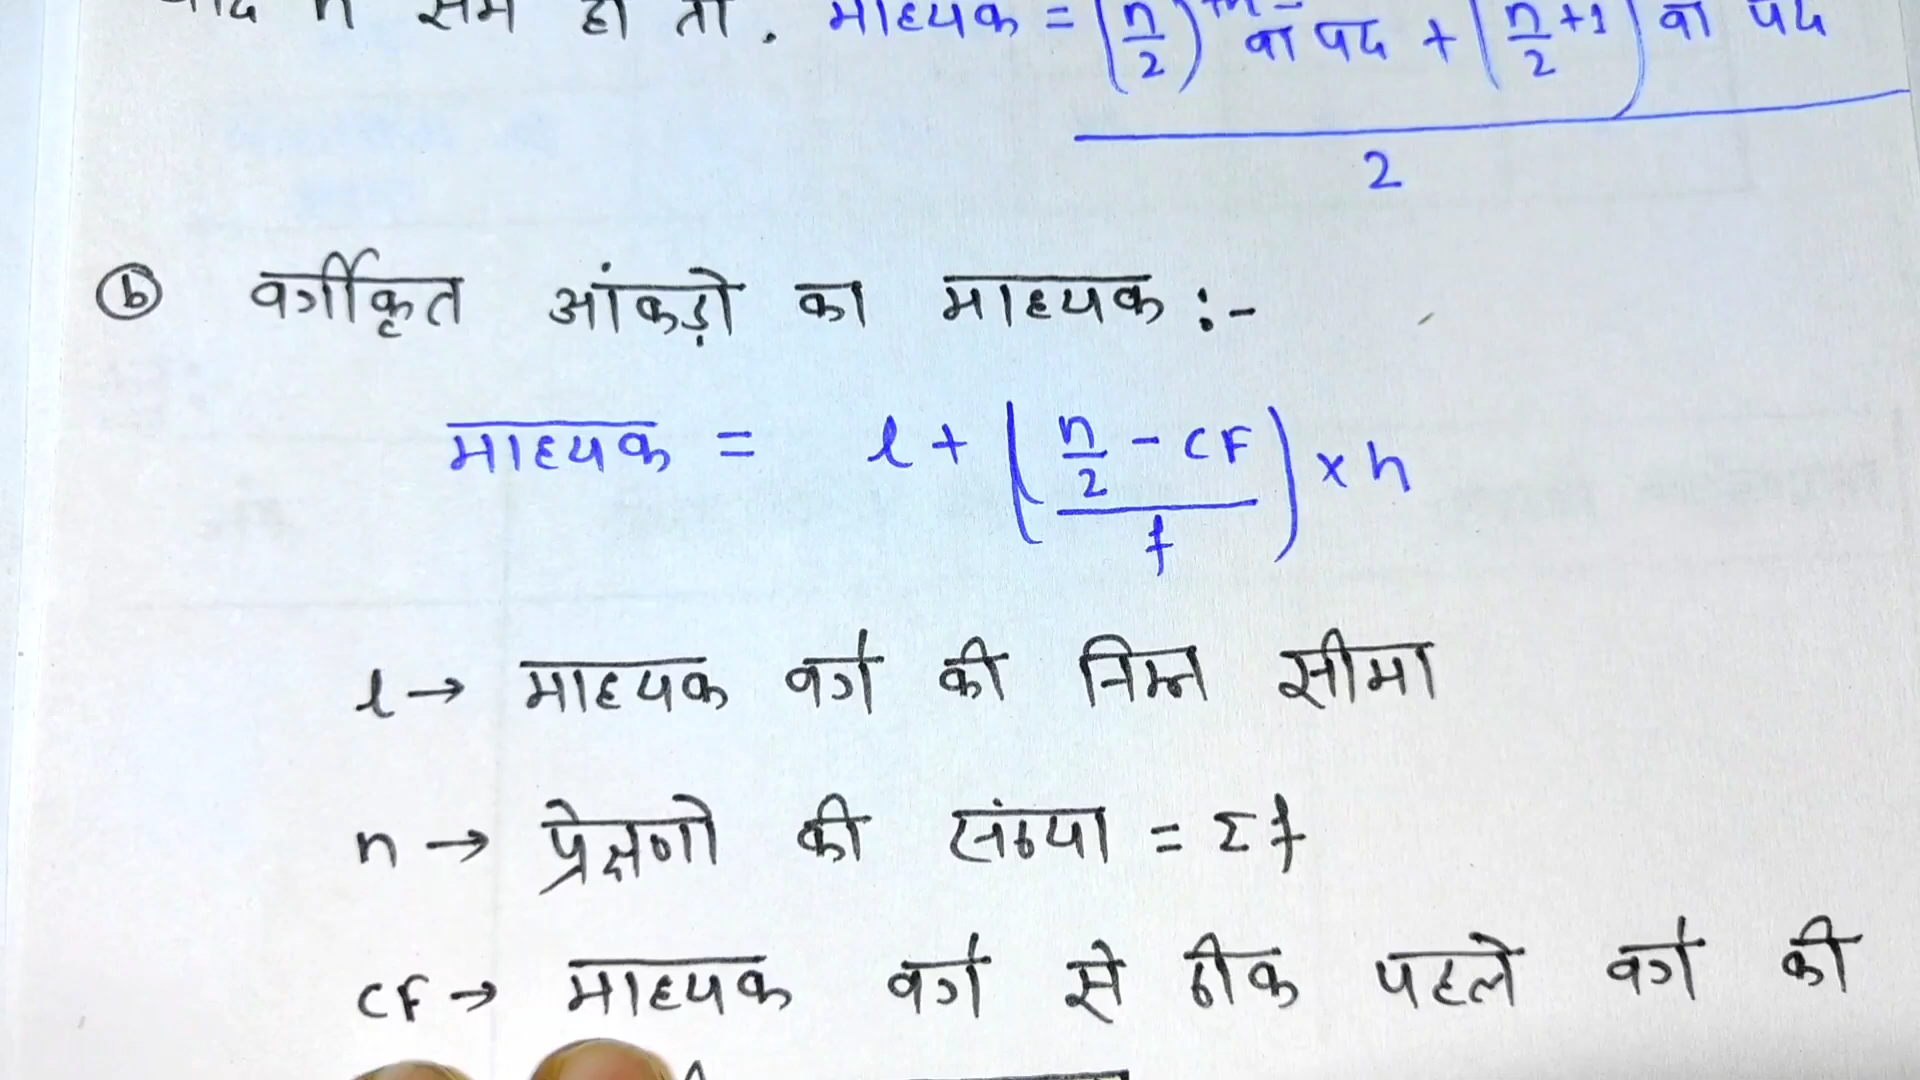 n सम हो तो. माध्यक = (n/2)th वा पद + (n/2 + 1) वा पद
2
ⓑ वर्गीकृत आंकड़ो का माध्यक :-
माध्यक = l + ((n/2 - CF)/f) × h
l → माध्यक वर्ग की निम्न सीमा
n → प्रेक्षणो की संख्या = Σf
CF → माध्यक वर्ग से ठीक पहले वर्ग की